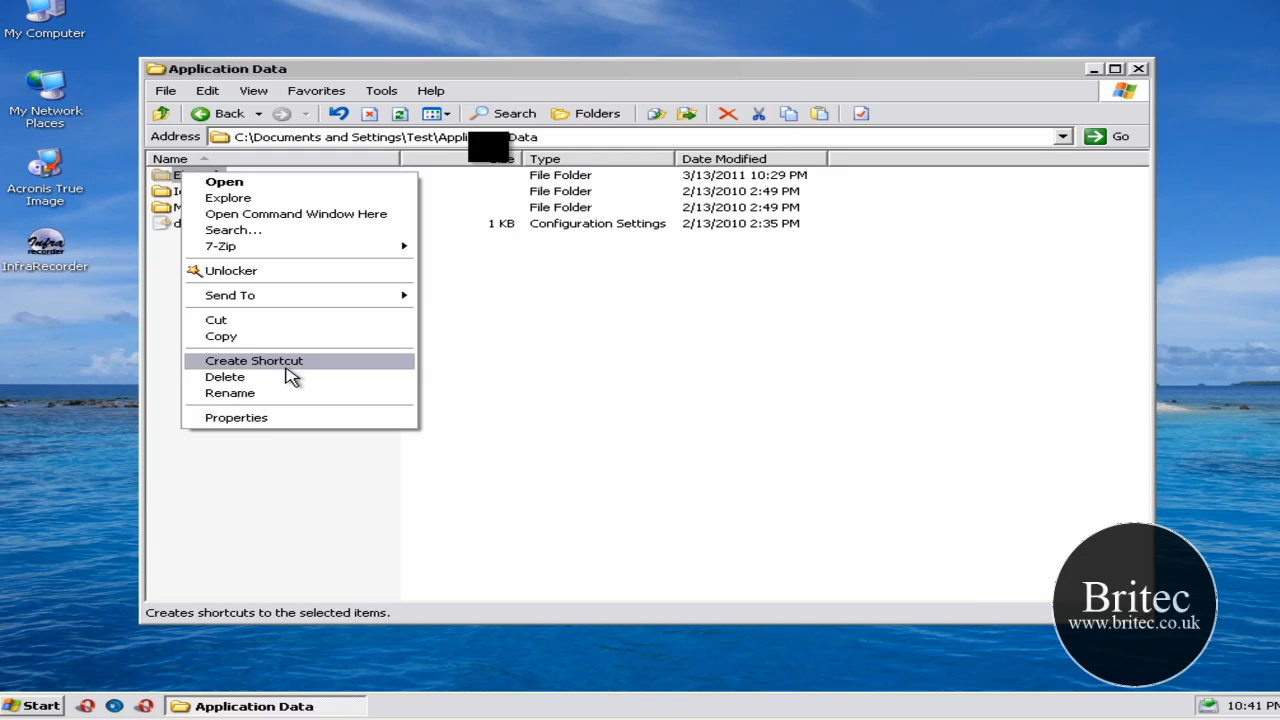 My Computer
My Network
Places
Acronis True
Image
InfraRecorder
Application Data
File Edit View Favorites Tools Help
Back Search Folders
Address C:\Documents and Settings\Test\Appli Data Go
Name Type Date Modified
File Folder 3/13/2011 10:29 PM
File Folder 2/13/2010 2:49 PM
File Folder 2/13/2010 2:49 PM
1 KB Configuration Settings 2/13/2010 2:35 PM
Open
Explore
Open Command Window Here
Search...
7-Zip
Unlocker
Send To
Cut
Copy
Create Shortcut
Delete
Rename
Properties
Creates shortcuts to the selected items.
Britec
www.britec.co.uk
Start Application Data 10:41 PM